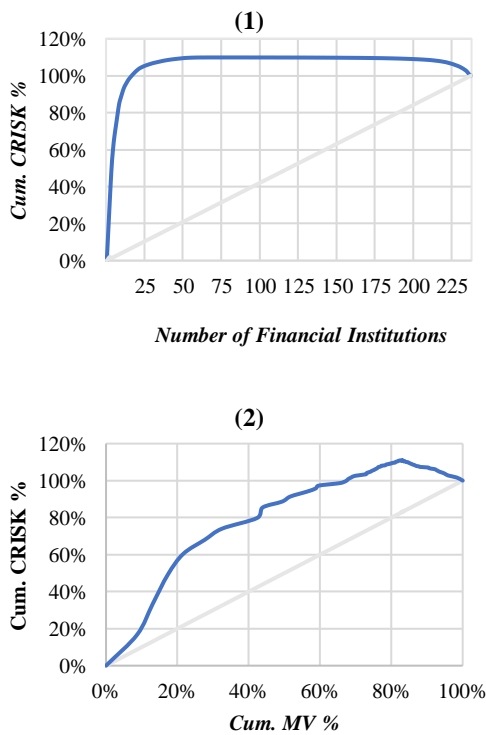 (1)
120%
100%
80%
60%
40%
20%
0%
Cum. CRISK %
25 50 75 100 125 150 175 200 225
Number of Financial Institutions
(2)
120%
100%
80%
60%
40%
20%
0%
Cum. CRISK %
0% 20% 40% 60% 80% 100%
Cum. MV %